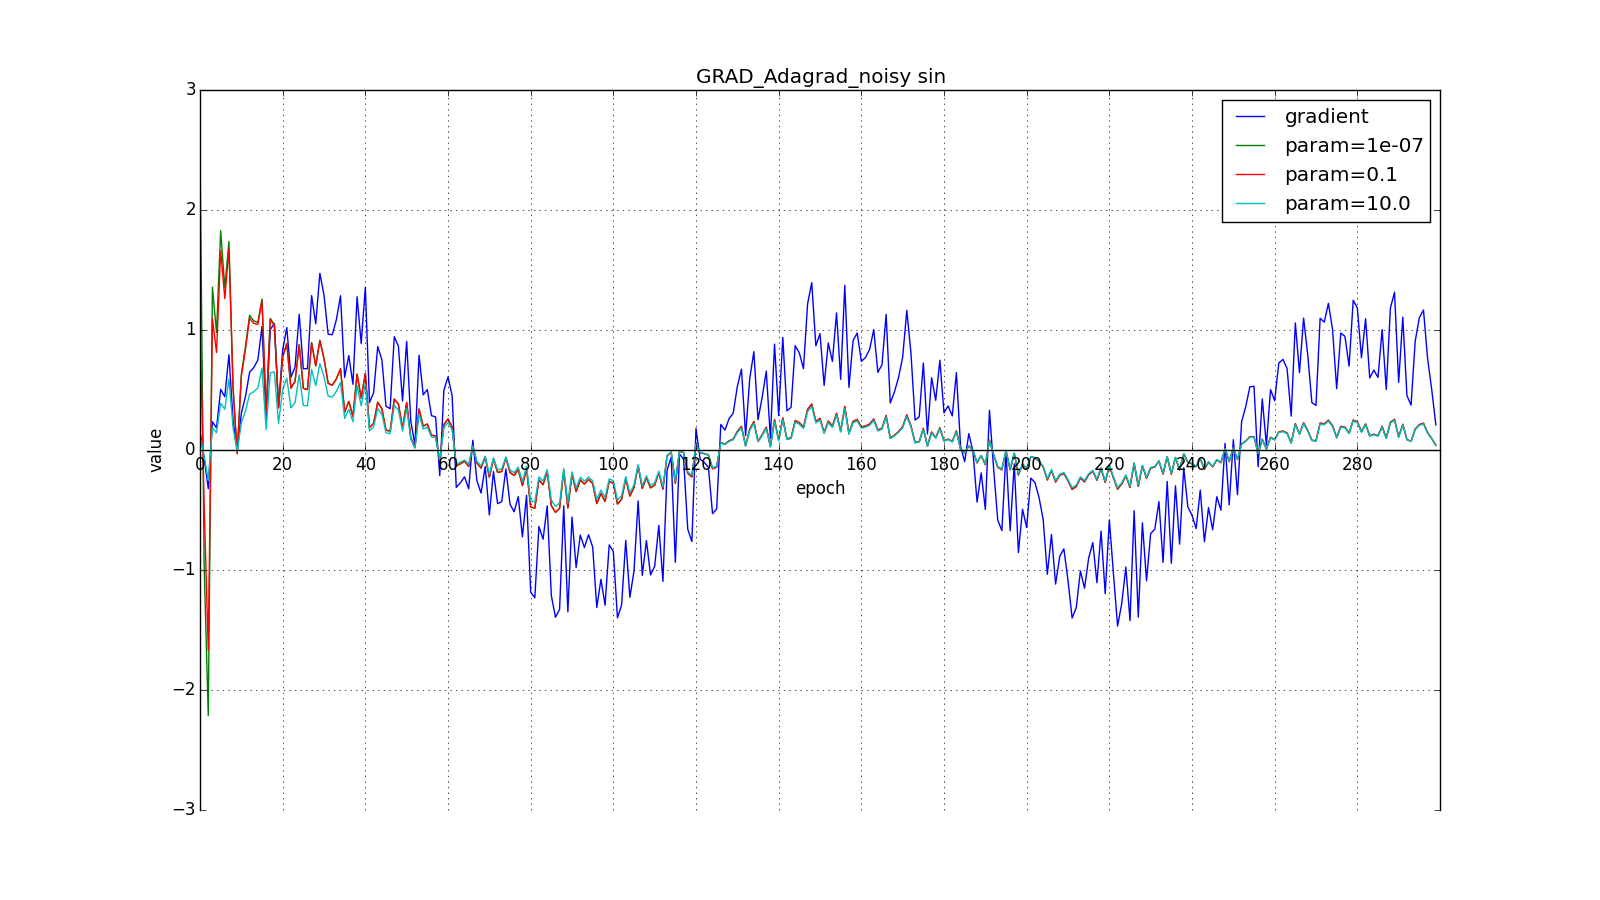 GRAD_Adagrad_noisy sin
3
2
1
0
−1
−2
−3
value
0 20 40 60 80 100 120 140 160 180 200 220 240 260 280
epoch
gradient
param=1e-07
param=0.1
param=10.0